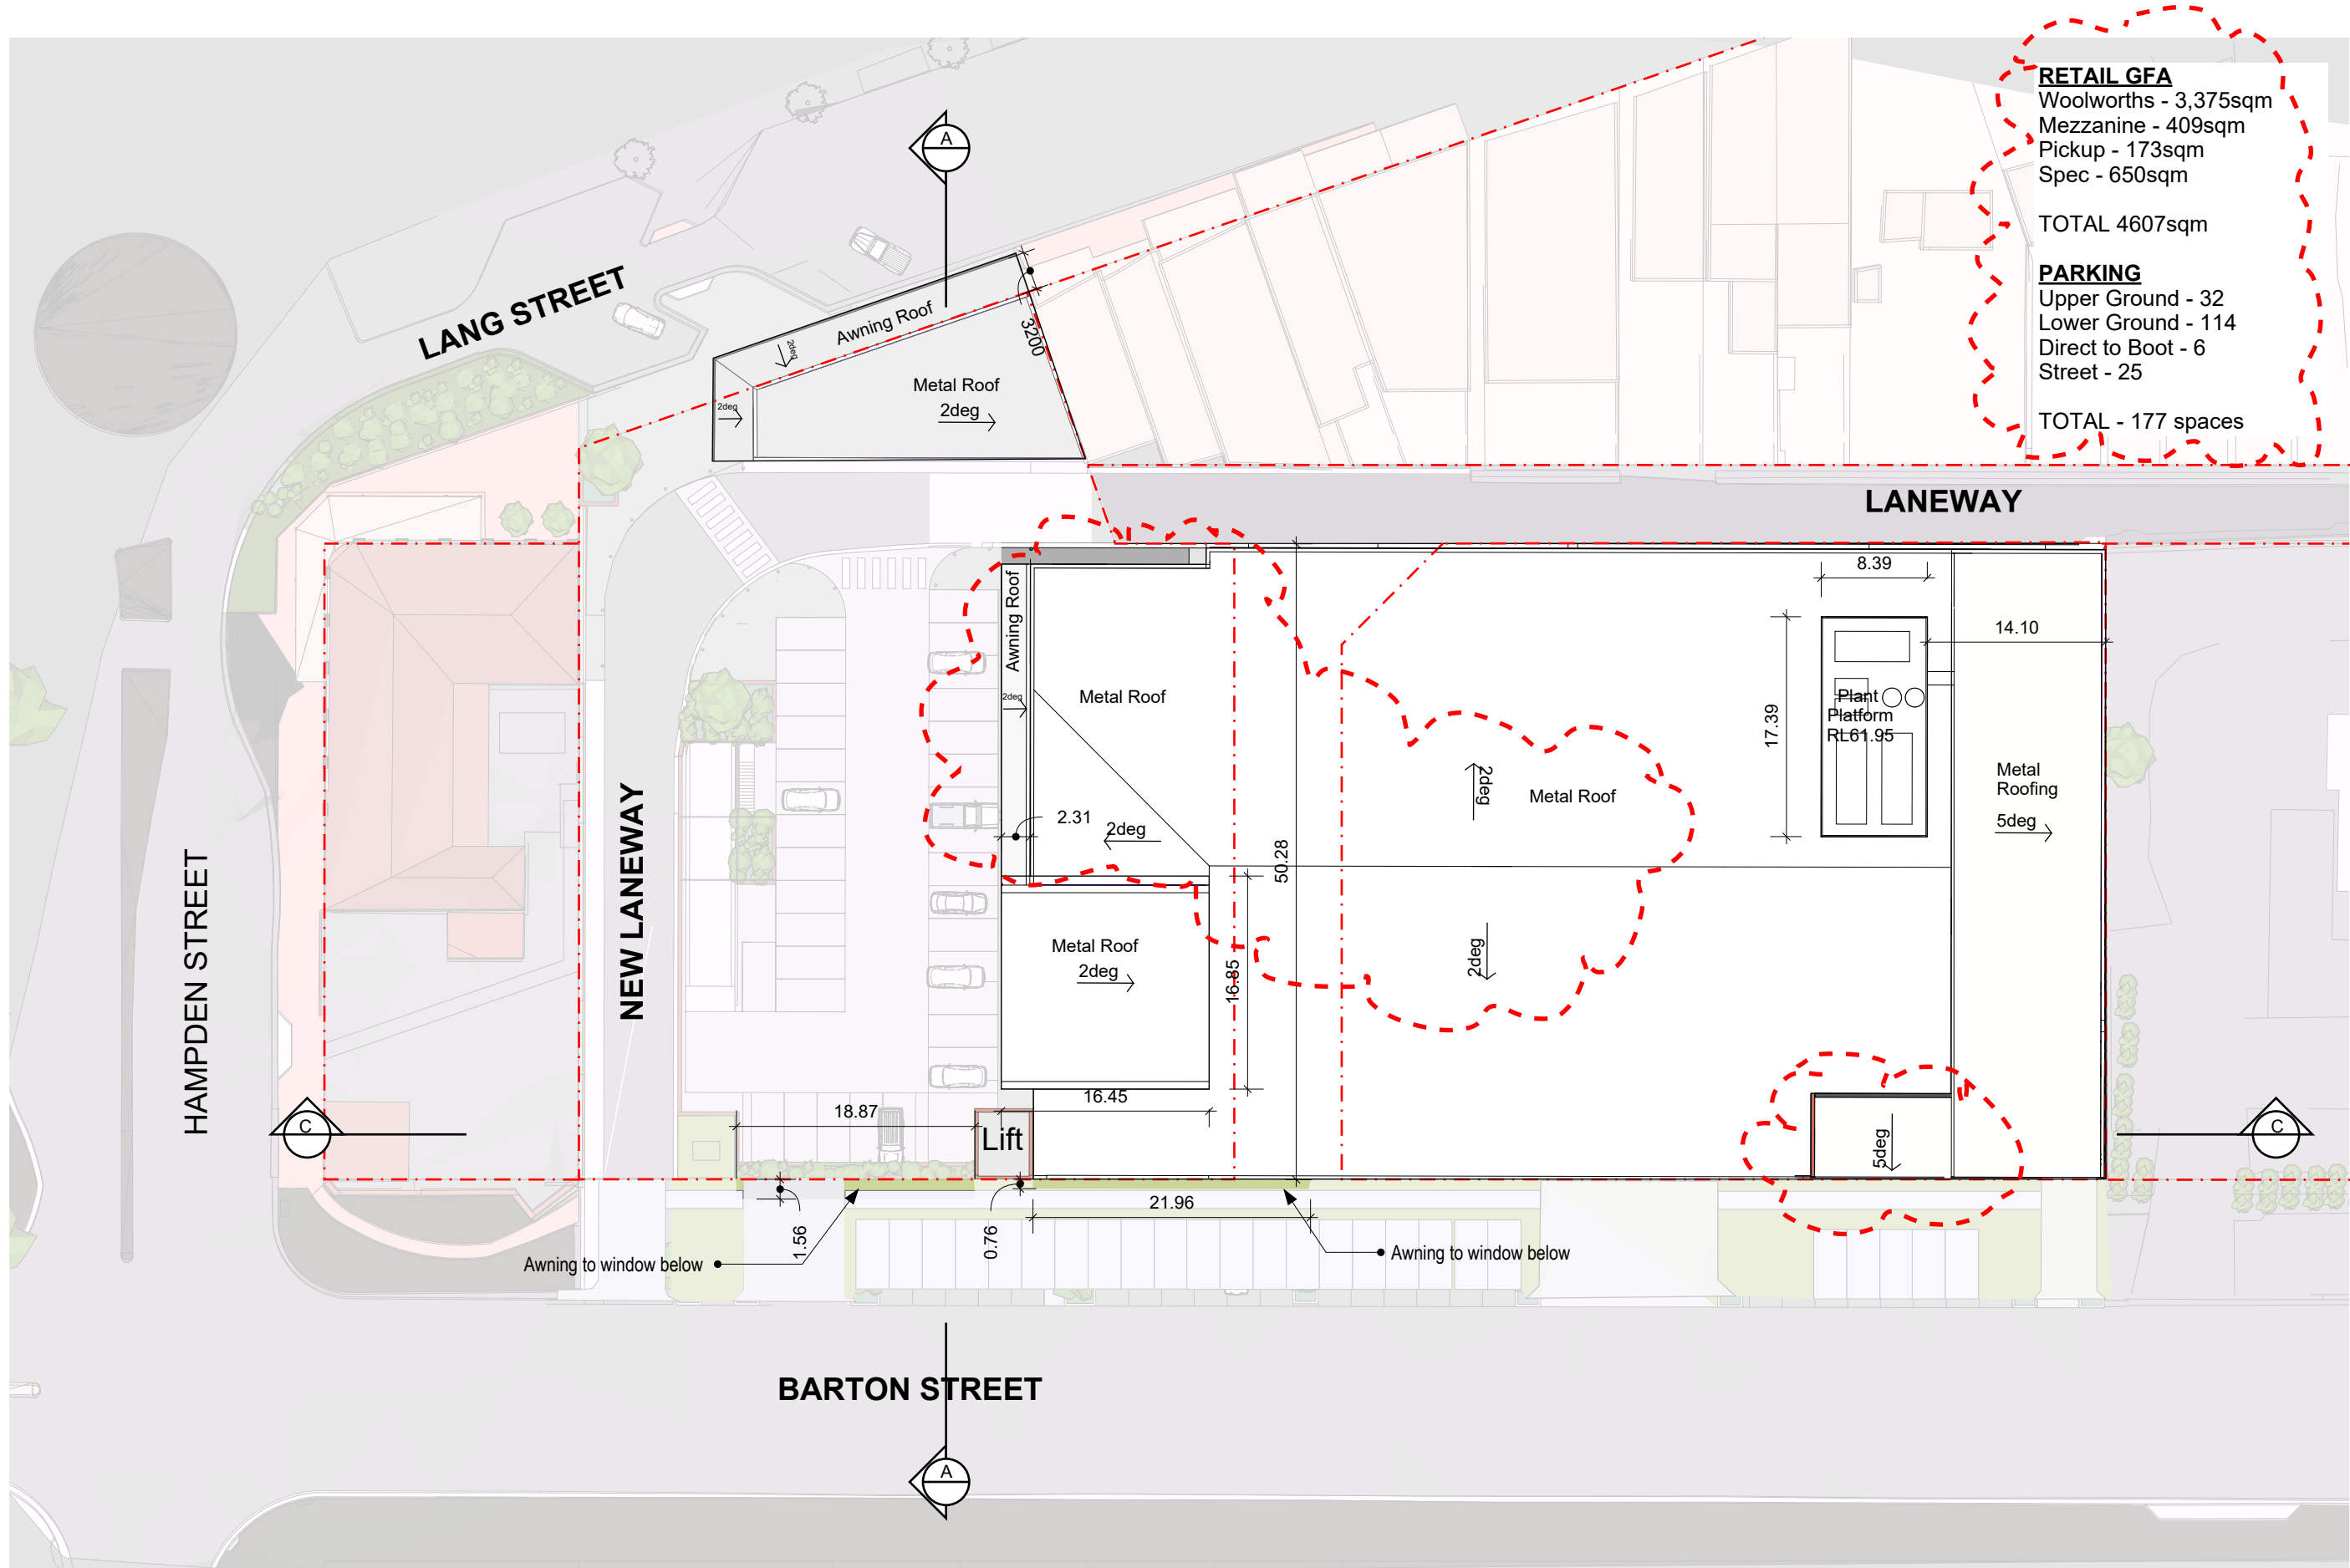 RETAIL GFA
Woolworths - 3,375sqm
Mezzanine - 409sqm
Pickup - 173sqm
Spec - 650sqm
TOTAL 4607sqm
PARKING
Upper Ground - 32
Lower Ground - 114
Direct to Boot - 6
Street - 25
TOTAL - 177 spaces
A
LANG STREET
Awning Roof
2deg
3200
Metal Roof
2deg
2deg
LANEWAY
8.39
14.10
17.39
Plant
Platform
RL61.95
Metal
Roofing
5deg
Awning Roof
2deg
Metal Roof
2.31
2deg
50.28
2deg
Metal Roof
2deg
Metal Roof
2deg
16.85
16.45
18.87
Lift
5deg
HAMPDEN STREET
NEW LANEWAY
C
C
1.56
0.76
21.96
Awning to window below
Awning to window below
BARTON STREET
A